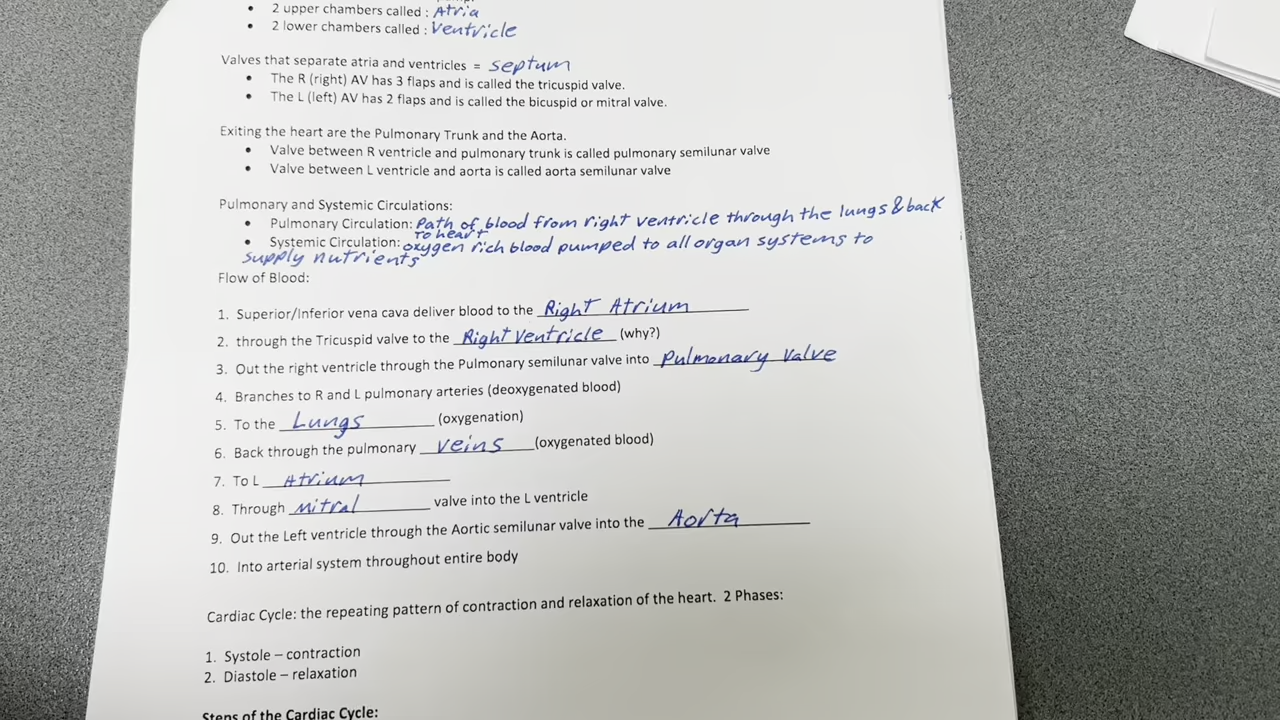 • 2 upper chambers called : Atria
• 2 lower chambers called : Ventricle
Valves that separate atria and ventricles = septum
• The R (right) AV has 3 flaps and is called the tricuspid valve.
• The L (left) AV has 2 flaps and is called the bicuspid or mitral valve.
Exiting the heart are the Pulmonary Trunk and the Aorta.
• Valve between R ventricle and pulmonary trunk is called pulmonary semilunar valve
• Valve between L ventricle and aorta is called aorta semilunar valve
Pulmonary and Systemic Circulations:
• Pulmonary Circulation: Path of blood from right ventricle through the lungs & back
to heart
• Systemic Circulation: oxygen rich blood pumped to all organ systems to
supply nutrients
Flow of Blood:
1. Superior/Inferior vena cava deliver blood to the Right Atrium
2. through the Tricuspid valve to the Right Ventricle (why?)
3. Out the right ventricle through the Pulmonary semilunar valve into Pulmonary Valve
4. Branches to R and L pulmonary arteries (deoxygenated blood)
5. To the Lungs (oxygenation)
6. Back through the pulmonary veins (oxygenated blood)
7. To L Atrium
8. Through mitral valve into the L ventricle
9. Out the Left ventricle through the Aortic semilunar valve into the Aorta
10. Into arterial system throughout entire body
Cardiac Cycle: the repeating pattern of contraction and relaxation of the heart. 2 Phases:
1. Systole – contraction
2. Diastole – relaxation
Steps of the Cardiac Cycle: